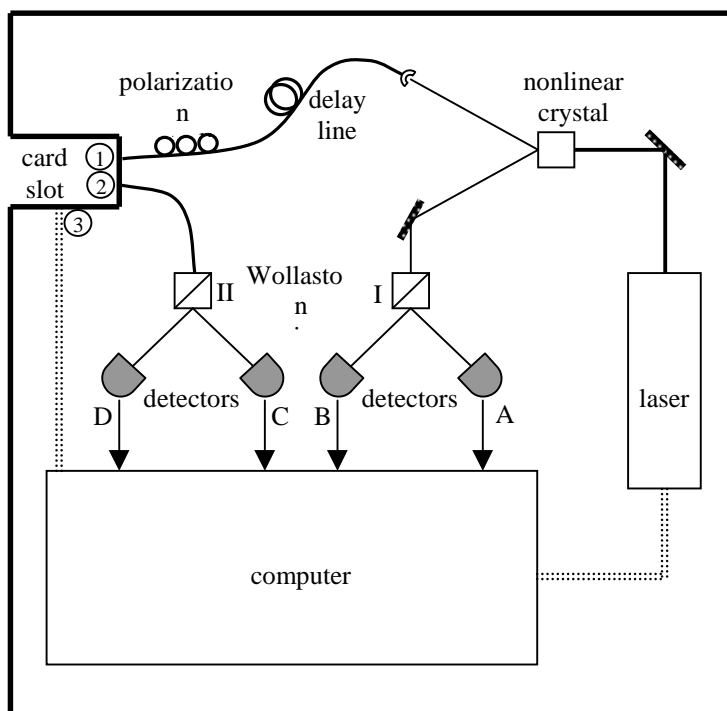 polarizatio
n
delay
line
nonlinear
crystal
card
slot
1
2
3
II
Wollasto
n
I
D
detectors
C
B
detectors
A
laser
computer